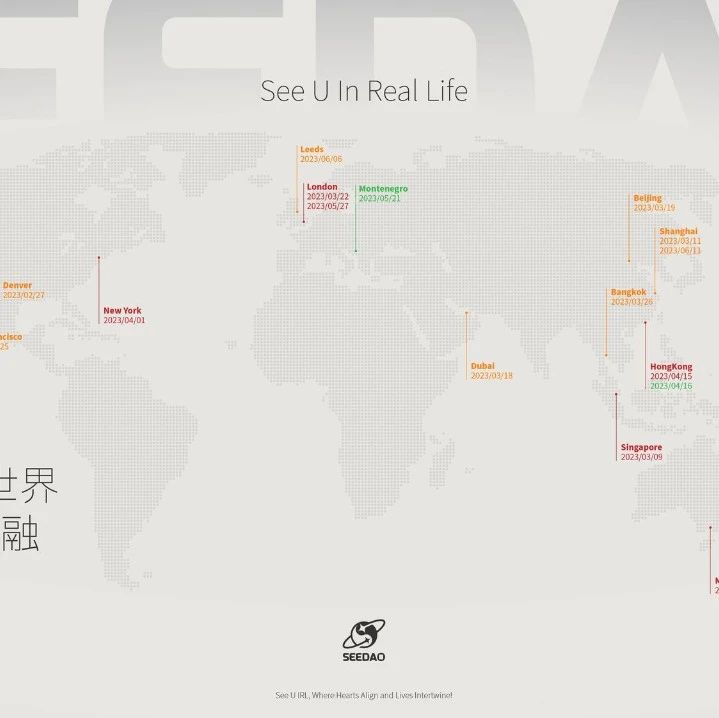 SEEDA
See U In Real Life
Leeds
2023/06/06
London
2023/03/22
2023/05/27
Montenegro
2023/05/21
Beijing
2023/03/19
Shanghai
2023/03/11
2023/06/11
Denver
2023/02/27
New York
2023/04/01
Bangkok
2023/03/26
ncisco
25
Dubai
2023/03/18
HongKong
2023/04/15
2023/04/16
Singapore
2023/03/09
世界
融
SEEDAO
See U IRL, Where Hearts Align and Lives Intertwine!